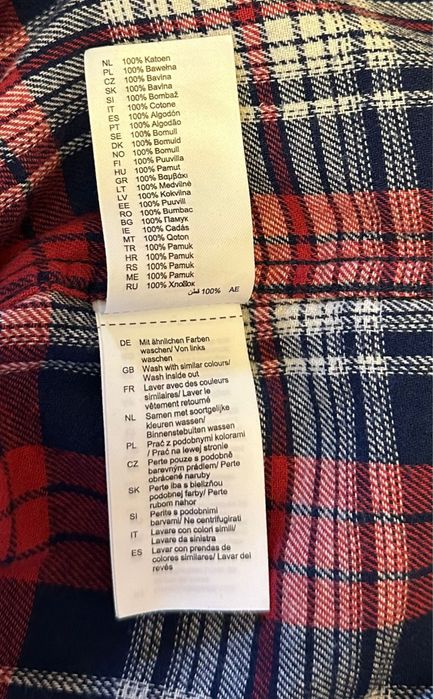 NL 100% Katoen
PL 100% Bawełna
CZ 100% Bavlna
SK 100% Bavlna
SI 100% Bombaž
IT 100% Cotone
ES 100% Algodón
PT 100% Algodão
SE 100% Bomull
DK 100% Bomuld
NO 100% Bomull
FI 100% Puuvilla
HU 100% Pamut
GR 100% Βαμβάκι
LT 100% Medvilnė
LV 100% Kokvilna
EE 100% Puuvill
RO 100% Bumbac
BG 100% Памук
IE 100% Cadás
MT 100% Qoton
TR 100% Pamuk
HR 100% Pamuk
RS 100% Pamuk
ME 100% Pamuk
RU 100% Хлопок
قطن 100% AE
DE Mit ähnlichen Farben
waschen/ Von links
waschen
GB Wash with similar colours/
Wash inside out
FR Laver avec des couleurs
similaires/ Laver le
vêtement retourné
NL Samen met soortgelijke
kleuren wassen/
Binnenstebuiten wassen
PL Prać z podobnymi kolorami
/ Prać na lewej stronie
CZ Perte pouze s podobně
barevným prádlem/ Perte
obrácené naruby
SK Perte iba s bielizňou
podobnej farby/ Perte
rubom nahor
SI Perite s podobnimi
barvami/ Ne centrifugirati
IT Lavare con colori simili/
Lavare da sinistra
ES Lavar con prendas de
colores similares/ Lavar del
revés